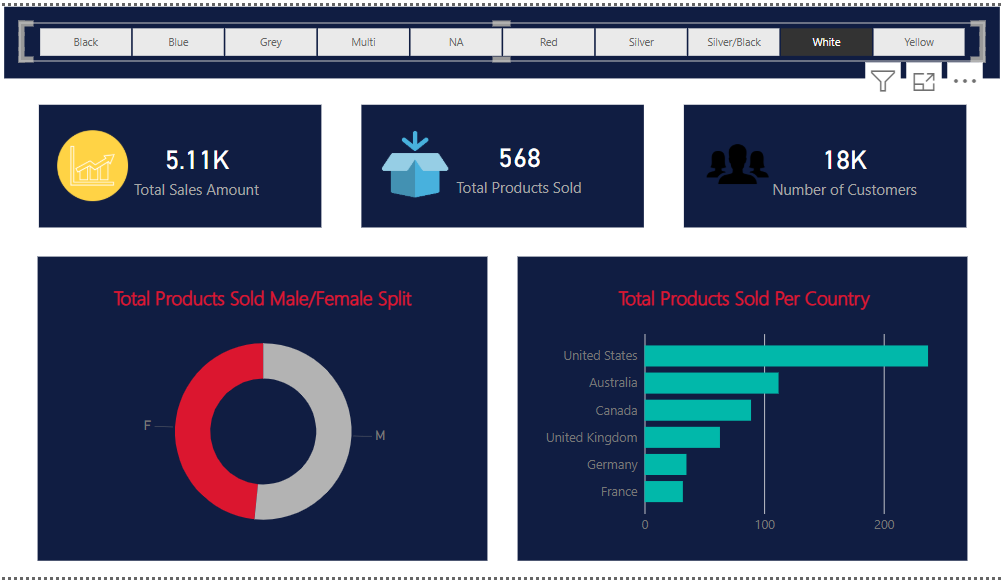 Black Blue Grey Multi NA Red Silver Silver/Black White Yellow
5.11K
Total Sales Amount
568
Total Products Sold
18K
Number of Customers
Total Products Sold Male/Female Split
F
M
Total Products Sold Per Country
United States
Australia
Canada
United Kingdom
Germany
France
0 100 200